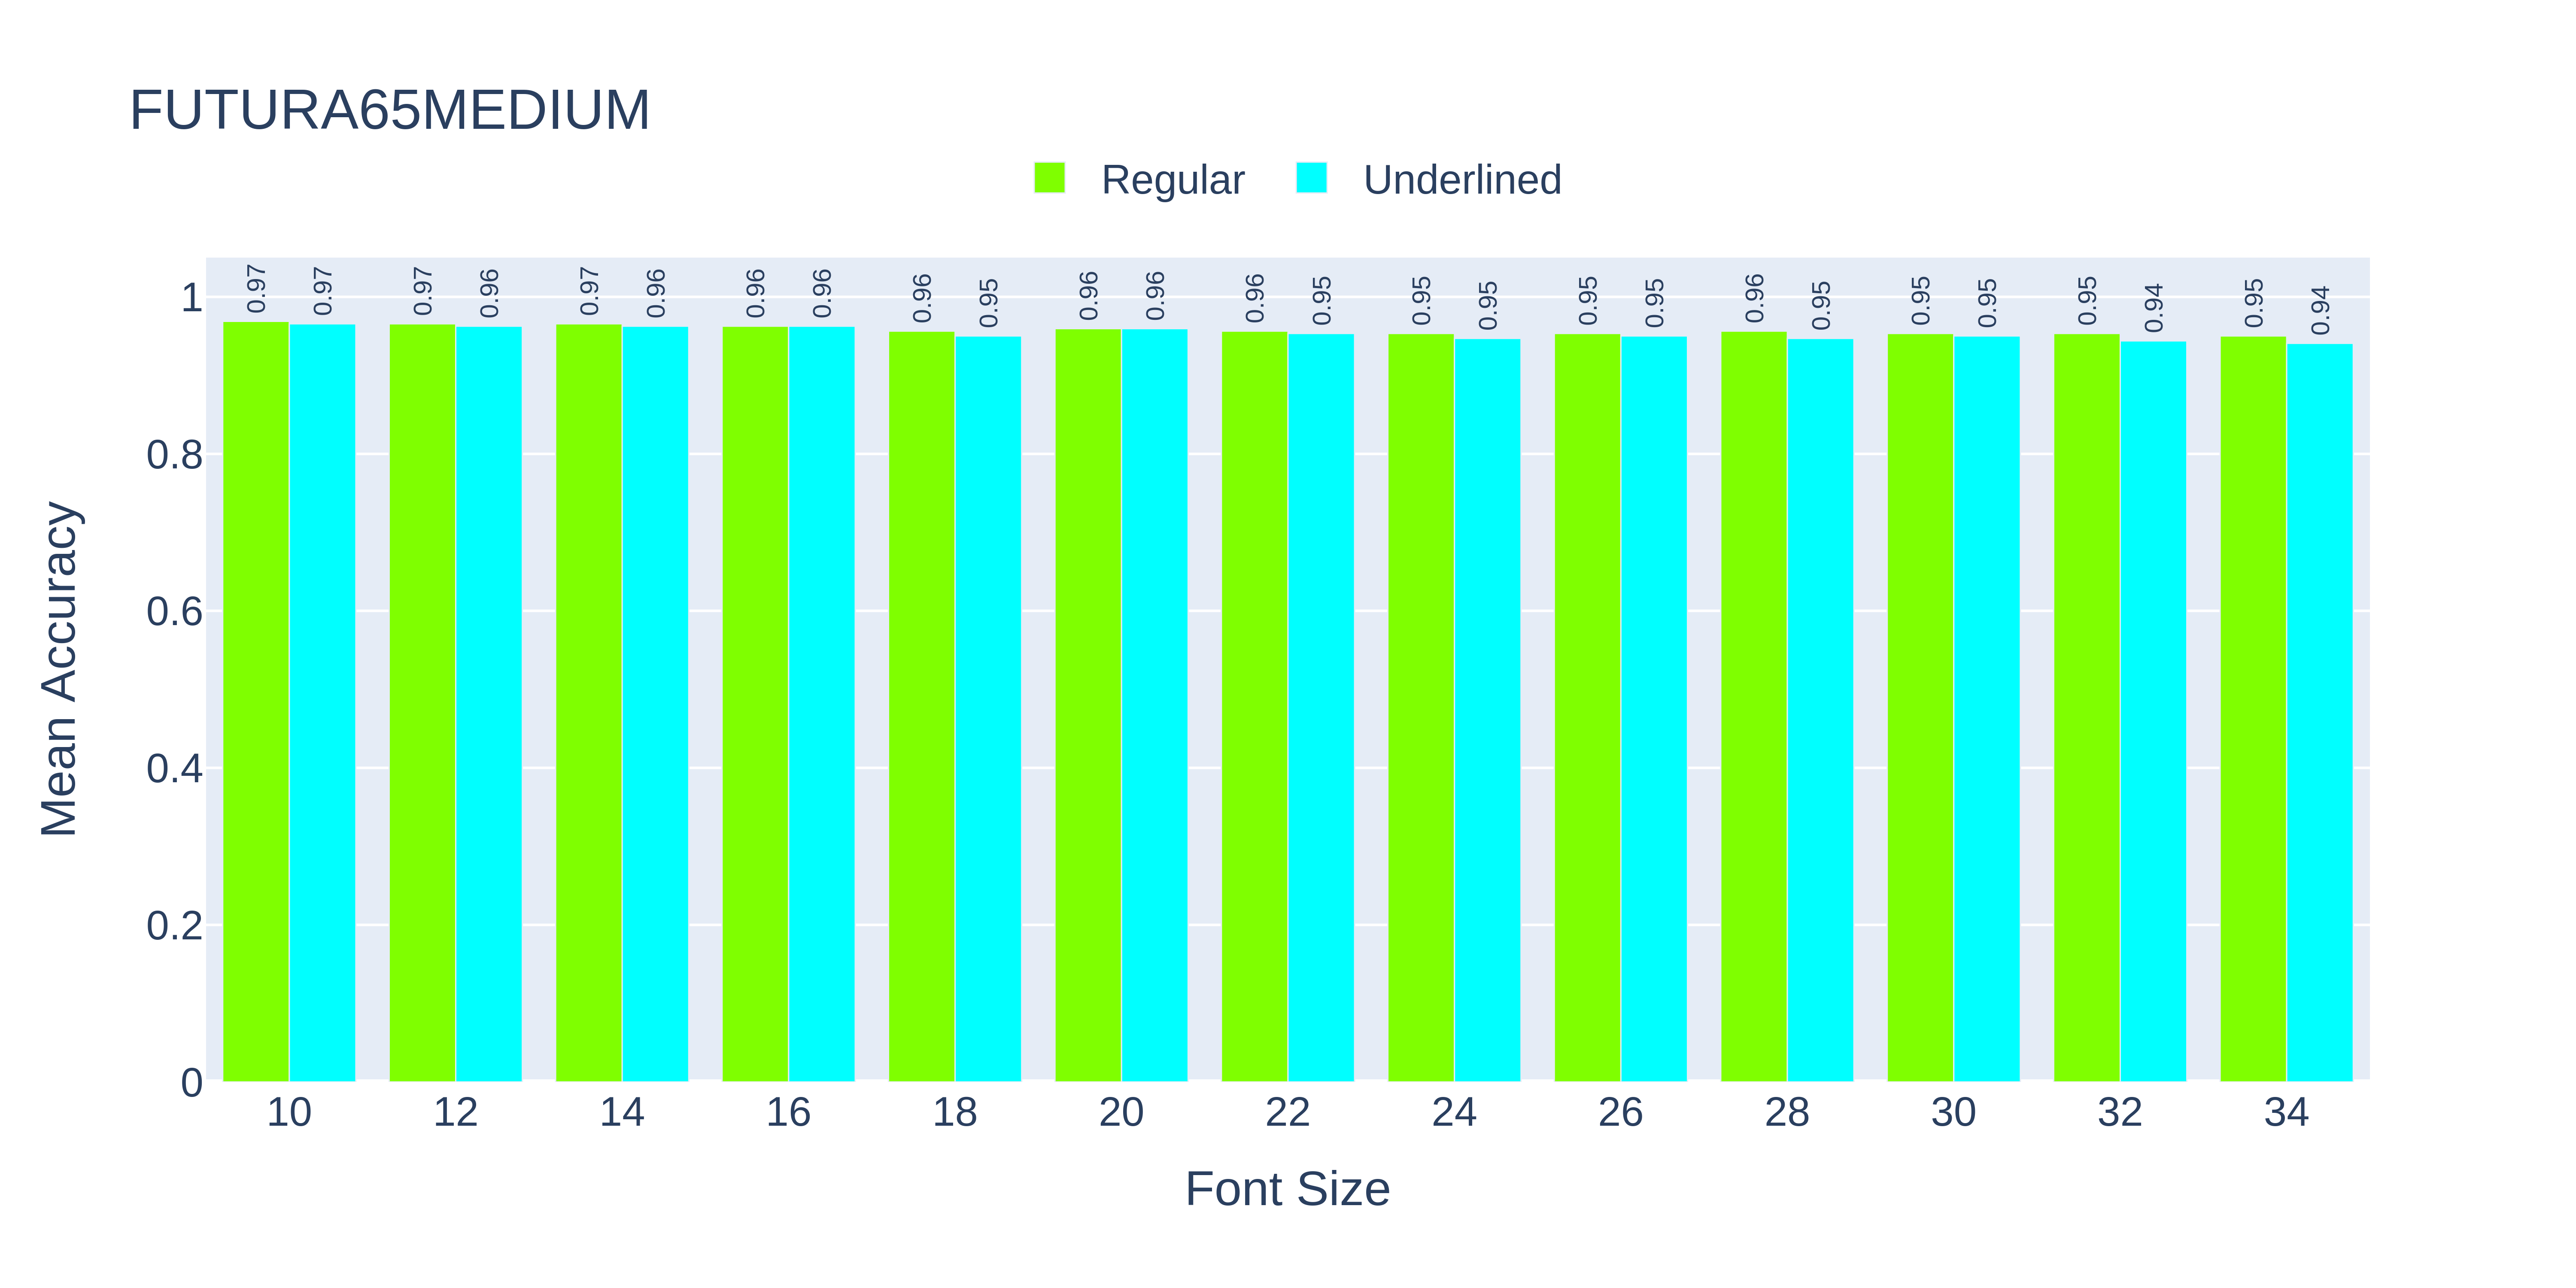 FUTURA65MEDIUM
Regular Underlined
0.97 0.97 0.97 0.96 0.97 0.96 0.96 0.96 0.96 0.95 0.96 0.96 0.96 0.95 0.95 0.95 0.95 0.95 0.96 0.95 0.95 0.95 0.95 0.94 0.95 0.94
1
0.8
0.6
0.4
0.2
0
Mean Accuracy
10 12 14 16 18 20 22 24 26 28 30 32 34
Font Size